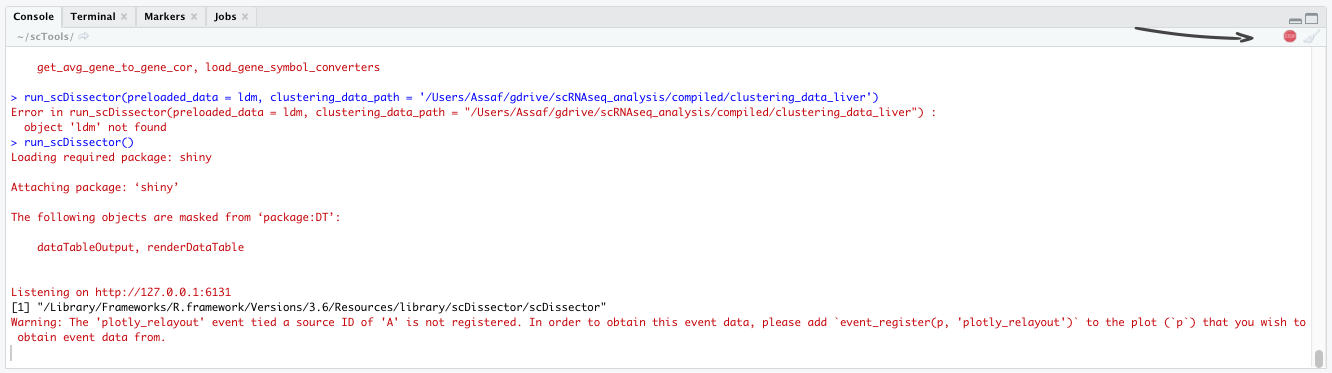 Console Terminal Markers Jobs
~/scTools/
get_avg_gene_to_gene_cor, load_gene_symbol_converters
> run_scDissector(preloaded_data = ldm, clustering_data_path = '/Users/Assaf/gdrive/scRNAseq_analysis/compiled/clustering_data_liver')
Error in run_scDissector(preloaded_data = ldm, clustering_data_path = "/Users/Assaf/gdrive/scRNAseq_analysis/compiled/clustering_data_liver") :
object 'ldm' not found
> run_scDissector()
Loading required package: shiny
Attaching package: ‘shiny’
The following objects are masked from ‘package:DT’:
dataTableOutput, renderDataTable
Listening on http://127.0.0.1:6131
[1] "/Library/Frameworks/R.framework/Versions/3.6/Resources/library/scDissector/scDissector"
Warning: The 'plotly_relayout' event tied a source ID of 'A' is not registered. In order to obtain this event data, please add `event_register(p, 'plotly_relayout')` to the plot (`p`) that you wish to
obtain event data from.